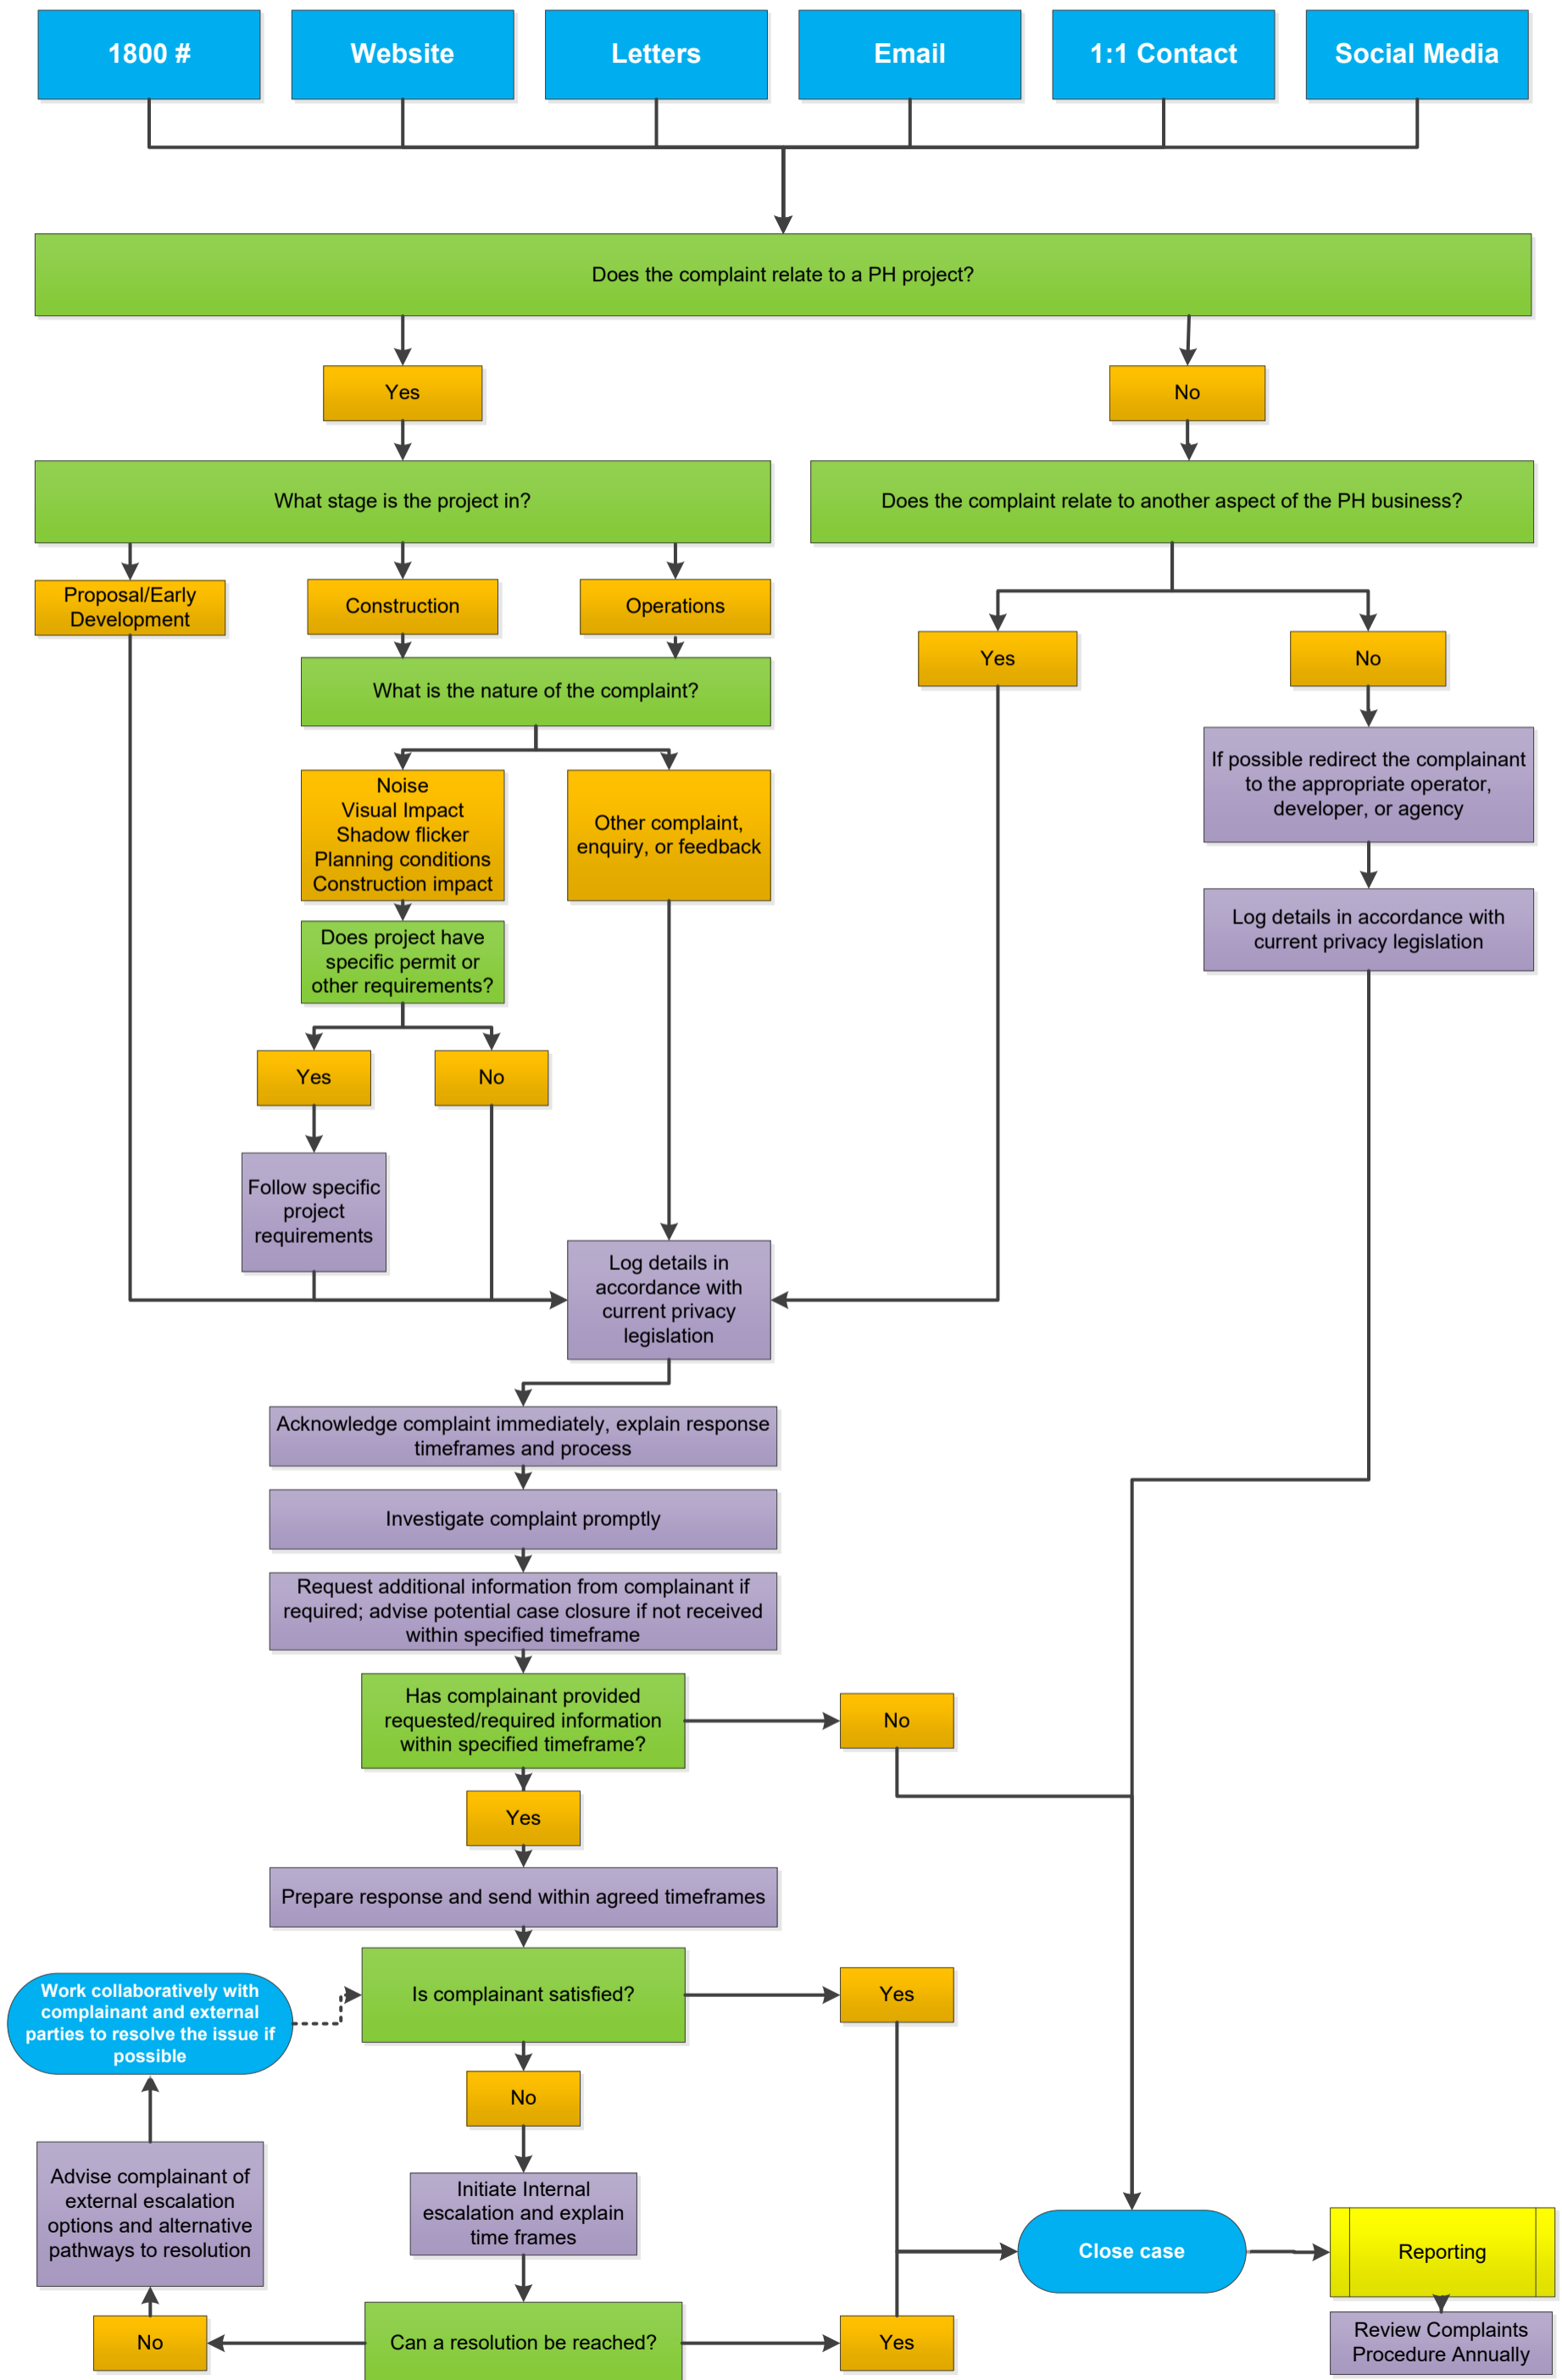 1800 #
Website
Letters
Email
1:1 Contact
Social Media
Does the complaint relate to a PH project?
Yes
No
What stage is the project in?
Does the complaint relate to another aspect of the PH business?
Proposal/Early
Development
Construction
Operations
Yes
No
What is the nature of the complaint?
If possible redirect the complainant
to the appropriate operator,
developer, or agency
Noise
Visual Impact
Shadow flicker
Planning conditions
Construction impact
Other complaint,
enquiry, or feedback
Log details in accordance with
current privacy legislation
Does project have
specific permit or
other requirements?
Yes
No
Follow specific
project
requirements
Log details in
accordance with
current privacy
legislation
Acknowledge complaint immediately, explain response
timeframes and process
Investigate complaint promptly
Request additional information from complainant if
required; advise potential case closure if not received
within specified timeframe
Has complainant provided
requested/required information
within specified timeframe?
No
Yes
Prepare response and send within agreed timeframes
Work collaboratively with
complainant and external
parties to resolve the issue if
possible
Is complainant satisfied?
Yes
No
Advise complainant of
external escalation
options and alternative
pathways to resolution
Initiate Internal
escalation and explain
time frames
Close case
Reporting
No
Can a resolution be reached?
Yes
Review Complaints
Procedure Annually